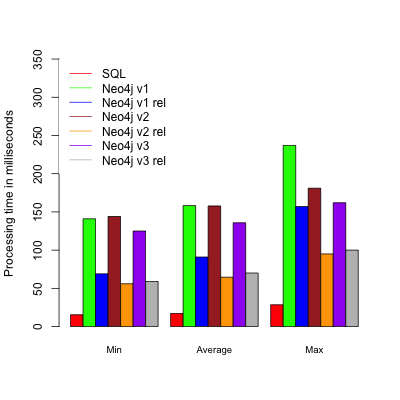 Processing time in milliseconds
350
300
250
200
150
100
50
0
SQL
Neo4j v1
Neo4j v1 rel
Neo4j v2
Neo4j v2 rel
Neo4j v3
Neo4j v3 rel
Min Average Max